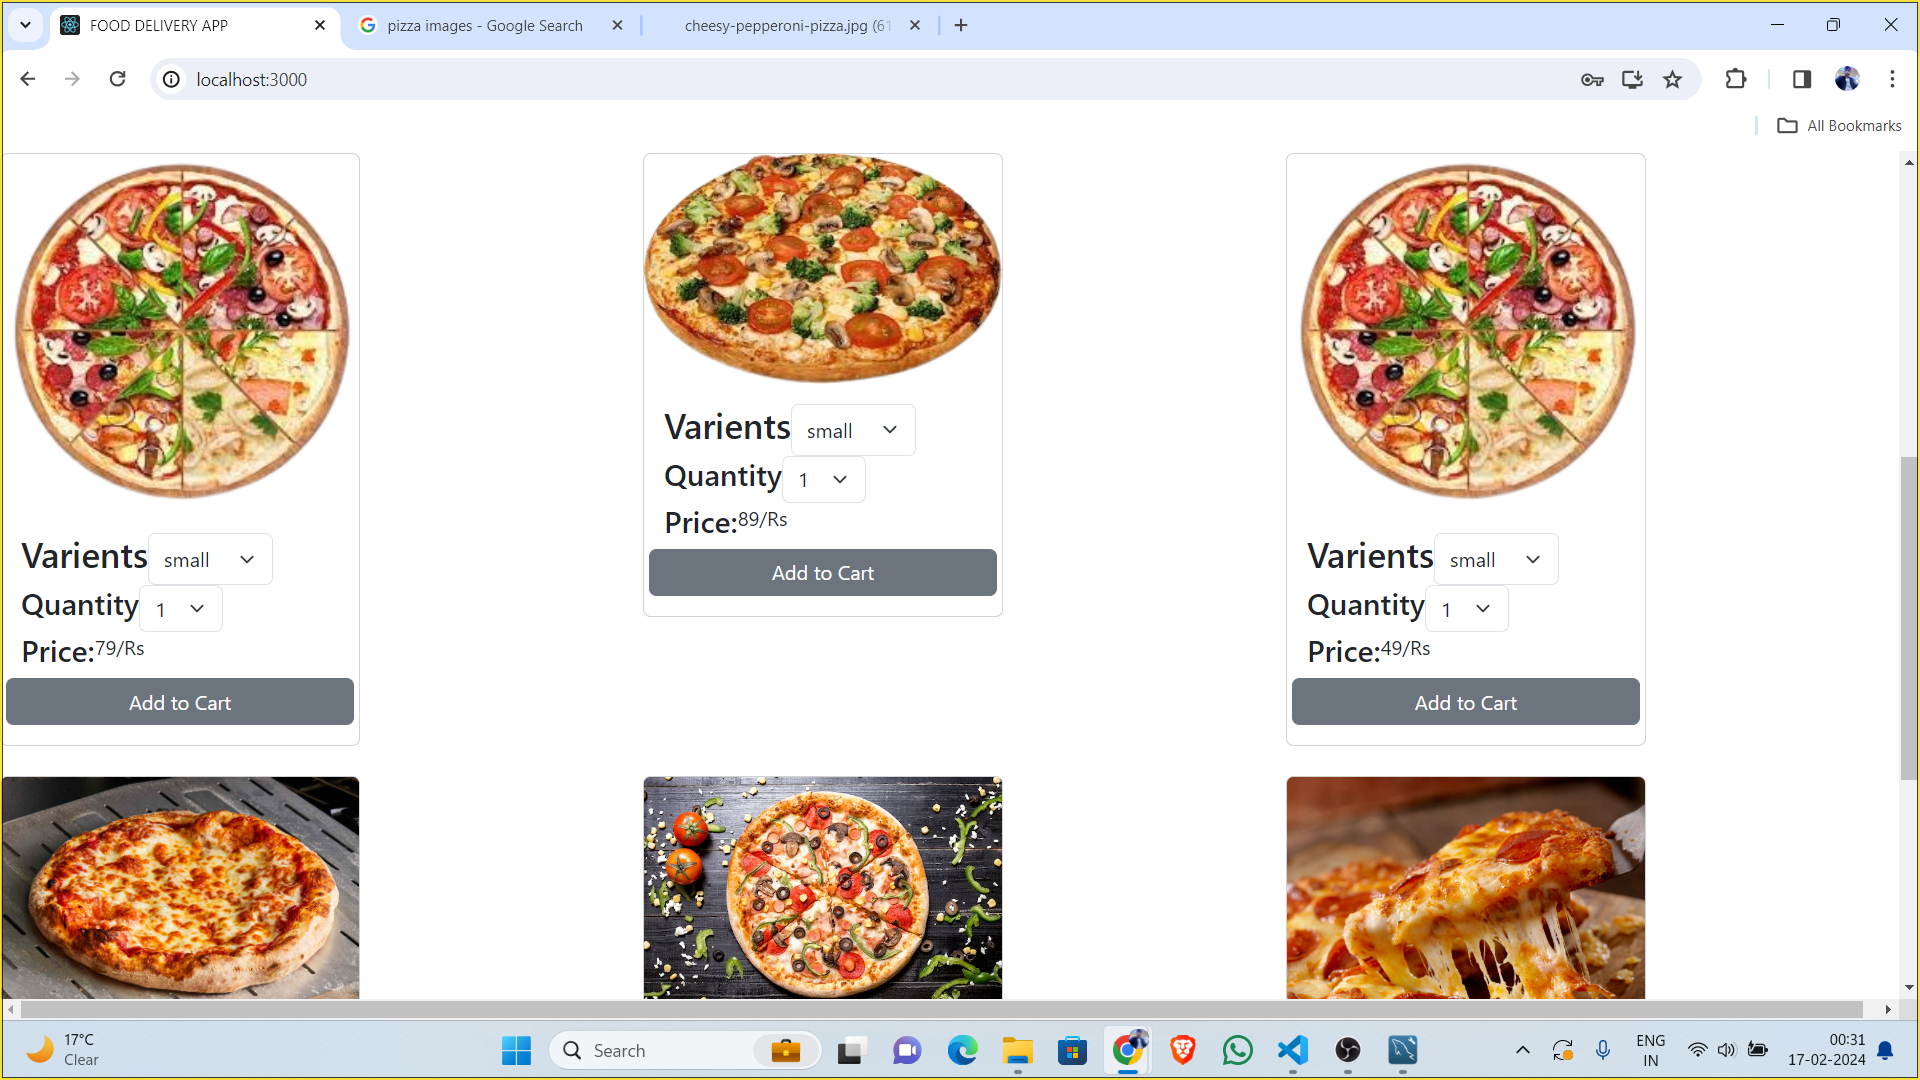 FOOD DELIVERY APP
pizza images - Google Search
cheesy-pepperoni-pizza.jpg (61
localhost:3000
All Bookmarks
Varients small
Quantity 1
Price:79/Rs
Add to Cart
Varients small
Quantity 1
Price:89/Rs
Add to Cart
Varients small
Quantity 1
Price:49/Rs
Add to Cart
17°C
Clear
Search
ENG
IN
00:31
17-02-2024